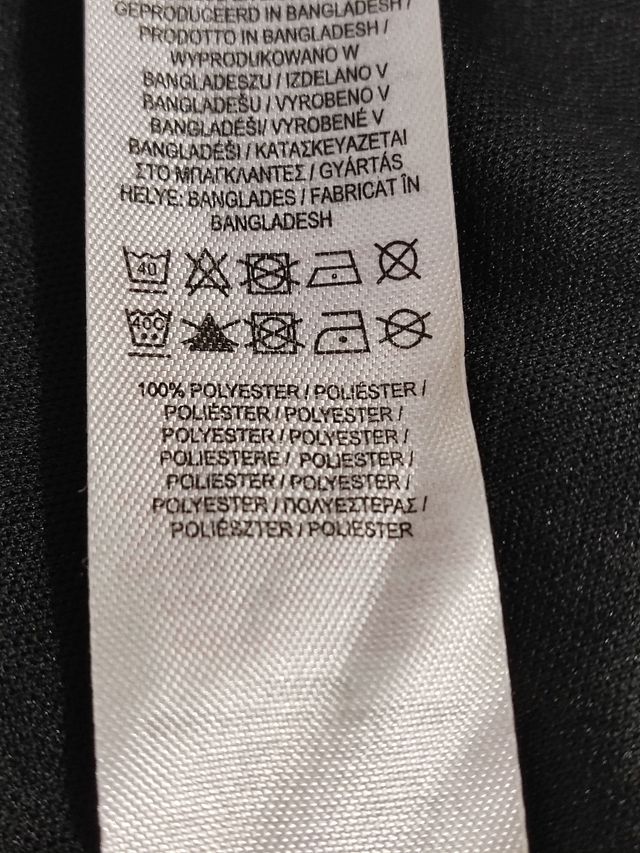 GEPRODUCEERD IN BANGLADESH /
PRODOTTO IN BANGLADESH /
WYPRODUKOWANO W
BANGLADESZU / IZDELANO V
BANGLADEŠU / VYROBENO V
BANGLADÉŠI/ VYROBENÉ V
BANGLADÉŠI / ΚΑΤΑΣΚΕΥΑΖΕΤΑΙ
ΣΤΟ ΜΠΑΓΚΛΑΝΤΕΣ / GYÁRTÁS
HELYE: BANGLADES / FABRICAT ÎN
BANGLADESH
40
40C
100% POLYESTER / POLIÉSTER /
POLIÉSTER / POLYESTER /
POLYESTER / POLYESTER /
POLIESTERE / POLIESTER /
POLIESTER / POLYESTER /
POLYESTER / ΠΟΛΥΕΣΤΕΡΑΣ /
POLIÉSZTER / POLIESTER